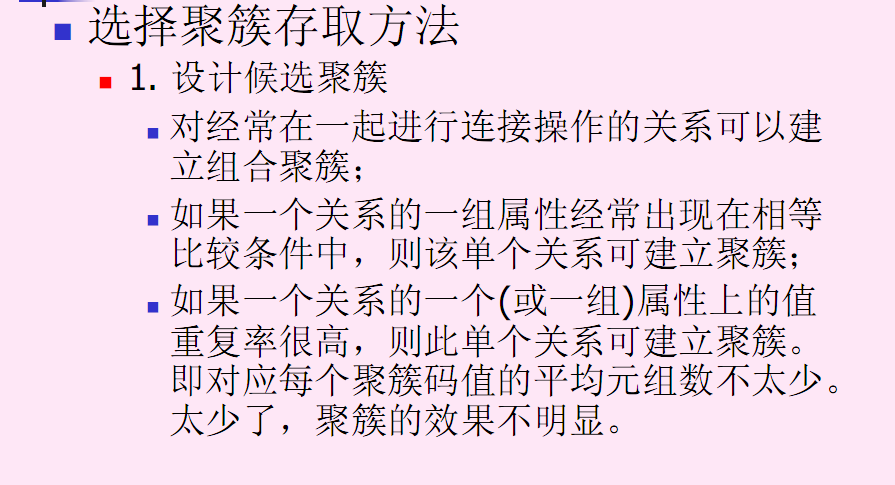 选择聚簇存取方法
1. 设计候选聚簇
对经常在一起进行连接操作的关系可以建
立组合聚簇；
如果一个关系的一组属性经常出现在相等
比较条件中，则该单个关系可建立聚簇；
如果一个关系的一个(或一组)属性上的值
重复率很高，则此单个关系可建立聚簇。
即对应每个聚簇码值的平均元组数不太少。
太少了，聚簇的效果不明显。